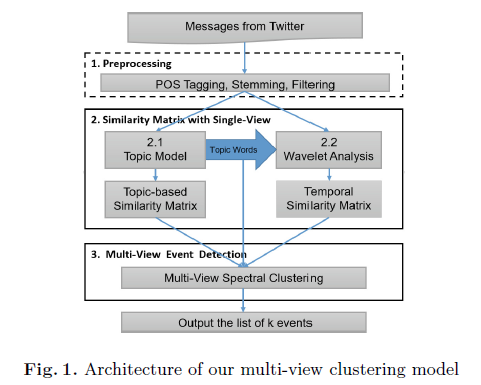 Messages from Twitter
1. Preprocessing
POS Tagging, Stemming, Filtering
2. Similarity Matrix with Single-View
2.1
Topic Model
Topic Words
2.2
Wavelet Analysis
Topic-based
Similarity Matrix
Temporal
Similarity Matrix
3. Multi-View Event Detection
Multi-View Spectral Clustering
Output the list of k events
Fig. 1. Architecture of our multi-view clustering model